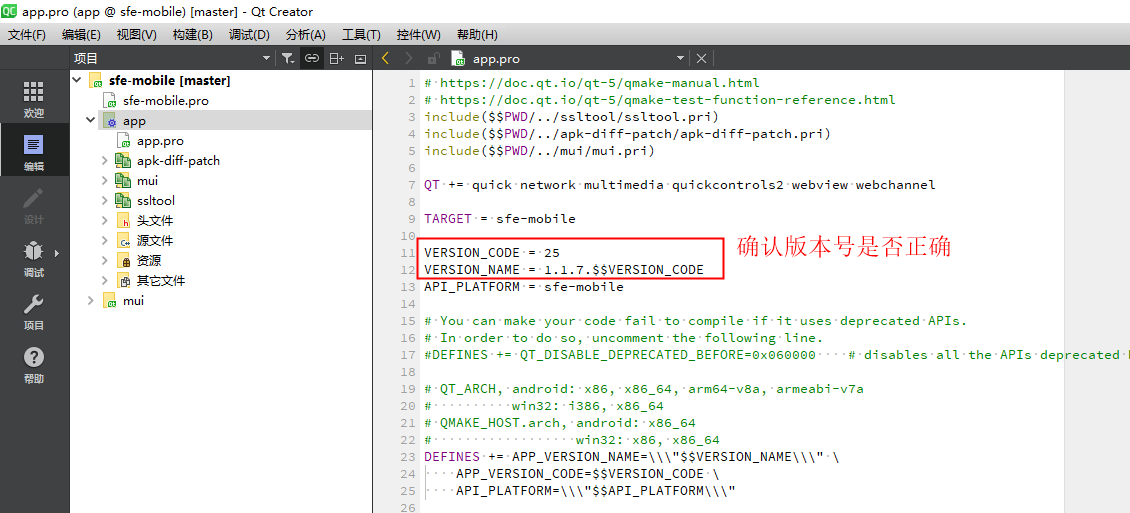 app.pro (app @ sfe-mobile) [master] - Qt Creator
文件(F) 编辑(E) 视图(V) 构建(B) 调试(D) 分析(A) 工具(T) 控件(W) 帮助(H)
项目
app.pro
欢迎
编辑
设计
调试
项目
帮助
sfe-mobile [master]
sfe-mobile.pro
app
app.pro
apk-diff-patch
mui
ssltool
头文件
源文件
资源
其它文件
mui
1 # https://doc.qt.io/qt-5/qmake-manual.html
2 # https://doc.qt.io/qt-5/qmake-test-function-reference.html
3 include($$PWD/../ssltool/ssltool.pri)
4 include($$PWD/../apk-diff-patch/apk-diff-patch.pri)
5 include($$PWD/../mui/mui.pri)
6
7 QT += quick network multimedia quickcontrols2 webview webchannel
8
9 TARGET = sfe-mobile
10
11 VERSION_CODE = 25
12 VERSION_NAME = 1.1.7.$$VERSION_CODE
确认版本号是否正确
13 API_PLATFORM = sfe-mobile
14
15 # You can make your code fail to compile if it uses deprecated APIs.
16 # In order to do so, uncomment the following line.
17 #DEFINES += QT_DISABLE_DEPRECATED_BEFORE=0x060000 # disables all the APIs deprecated
18
19 # QT_ARCH, android: x86, x86_64, arm64-v8a, armeabi-v7a
20 # win32: i386, x86_64
21 # QMAKE_HOST.arch, android: x86_64
22 # win32: x86, x86_64
23 DEFINES += APP_VERSION_NAME=\\\"$$VERSION_NAME\\\" \
24 APP_VERSION_CODE=$$VERSION_CODE \
25 API_PLATFORM=\\\"$$API_PLATFORM\\\"
26